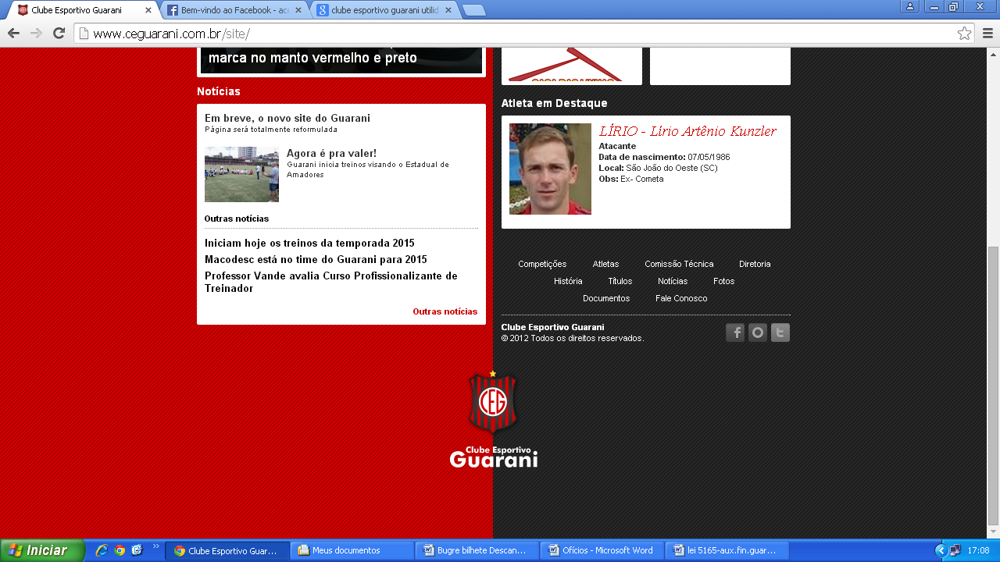 Clube Esportivo Guarani
Bem-vindo ao Facebook - ace
clube esportivo guarani utilid
www.ceguarani.com.br/site/
marca no manto vermelho e preto
Notícias
Em breve, o novo site do Guarani
Página será totalmente reformulada
Agora é pra valer!
Guarani inicia treinos visando o Estadual de
Amadores
Outras notícias
Iniciam hoje os treinos da temporada 2015
Macodesc está no time do Guarani para 2015
Professor Vande avalia Curso Profissionalizante de
Treinador
Outras notícias
Atleta em Destaque
LÍRIO - Lírio Artênio Kunzler
Atacante
Data de nascimento: 07/05/1986
Local: São João do Oeste (SC)
Obs: Ex- Cometa
Competições Atletas Comissão Técnica Diretoria
História Títulos Notícias Fotos
Documentos Fale Conosco
Clube Esportivo Guarani
© 2012 Todos os direitos reservados.
CEG
Clube Esportivo
Guarani
Iniciar
Clube Esportivo Guar...
Meus documentos
Bugre bilhete Descan...
Ofícios - Microsoft Word
lei 5165-aux.fin.guar...
17:08